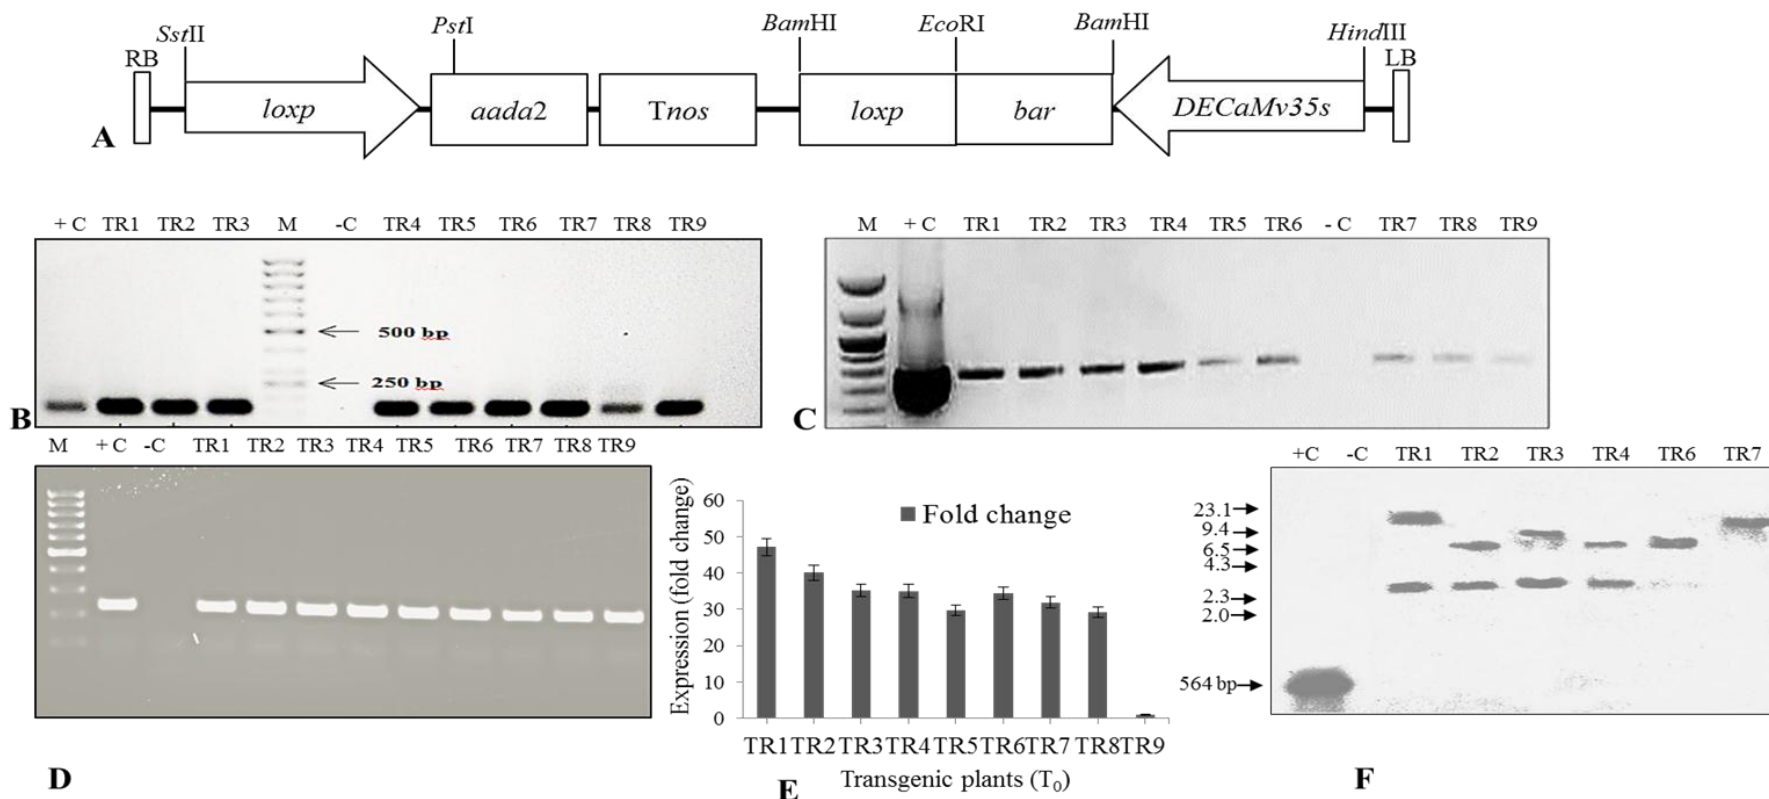 SstII PstI BamHI EcoRI BamHI HindIII
RB LB
loxp aada2 Tnos loxp bar DECaMv35s
A
+ C TR1 TR2 TR3 M -C TR4 TR5 TR6 TR7 TR8 TR9
500 bp
250 bp
B
M + C TR1 TR2 TR3 TR4 TR5 TR6 - C TR7 TR8 TR9
C
M + C -C TR1 TR2 TR3 TR4 TR5 TR6 TR7 TR8 TR9
D
Expression (fold change)
60
50
40
30
20
10
0
Fold change
TR1 TR2 TR3 TR4 TR5 TR6 TR7 TR8 TR9
Transgenic plants (T₀)
E
+C -C TR1 TR2 TR3 TR4 TR6 TR7
23.1
9.4
6.5
4.3
2.3
2.0
564 bp
F